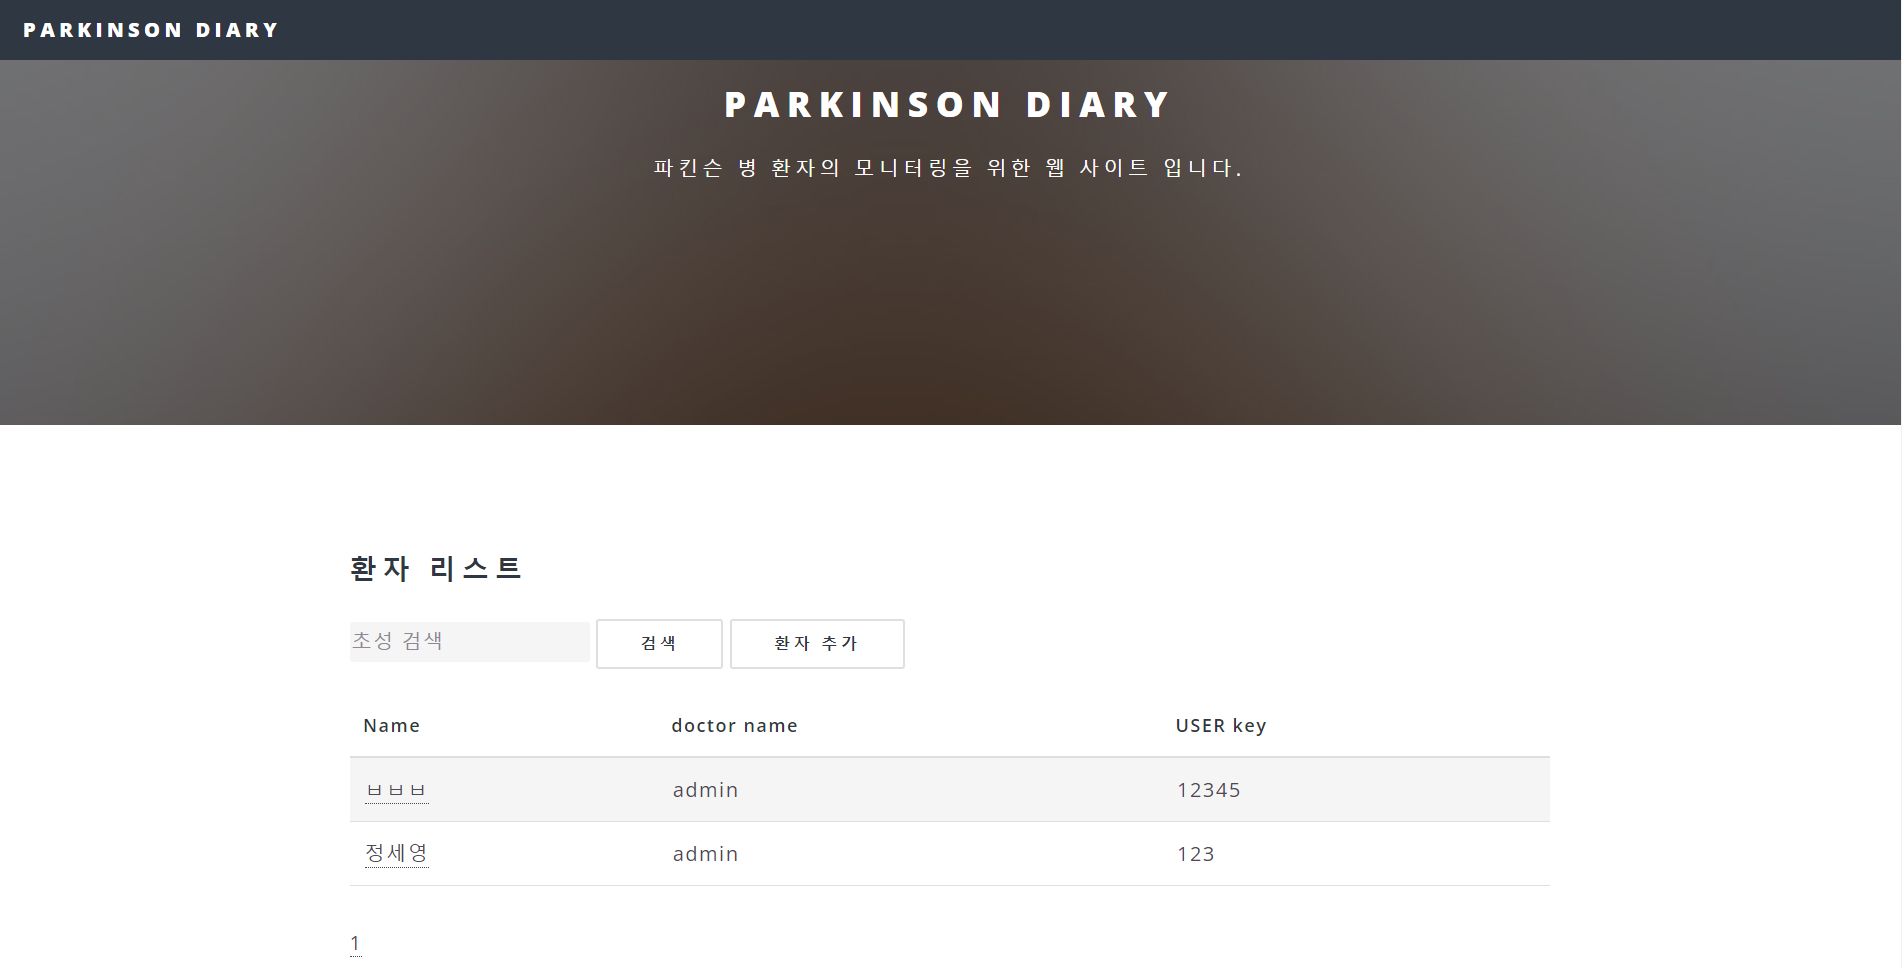 PARKINSON DIARY
PARKINSON DIARY
파킨슨 병 환자의 모니터링을 위한 웹 사이트 입니다.
환자 리스트
초성 검색 검색 환자 추가
Name doctor name USER key
ㅂㅂㅂ admin 12345
정세영 admin 123
1